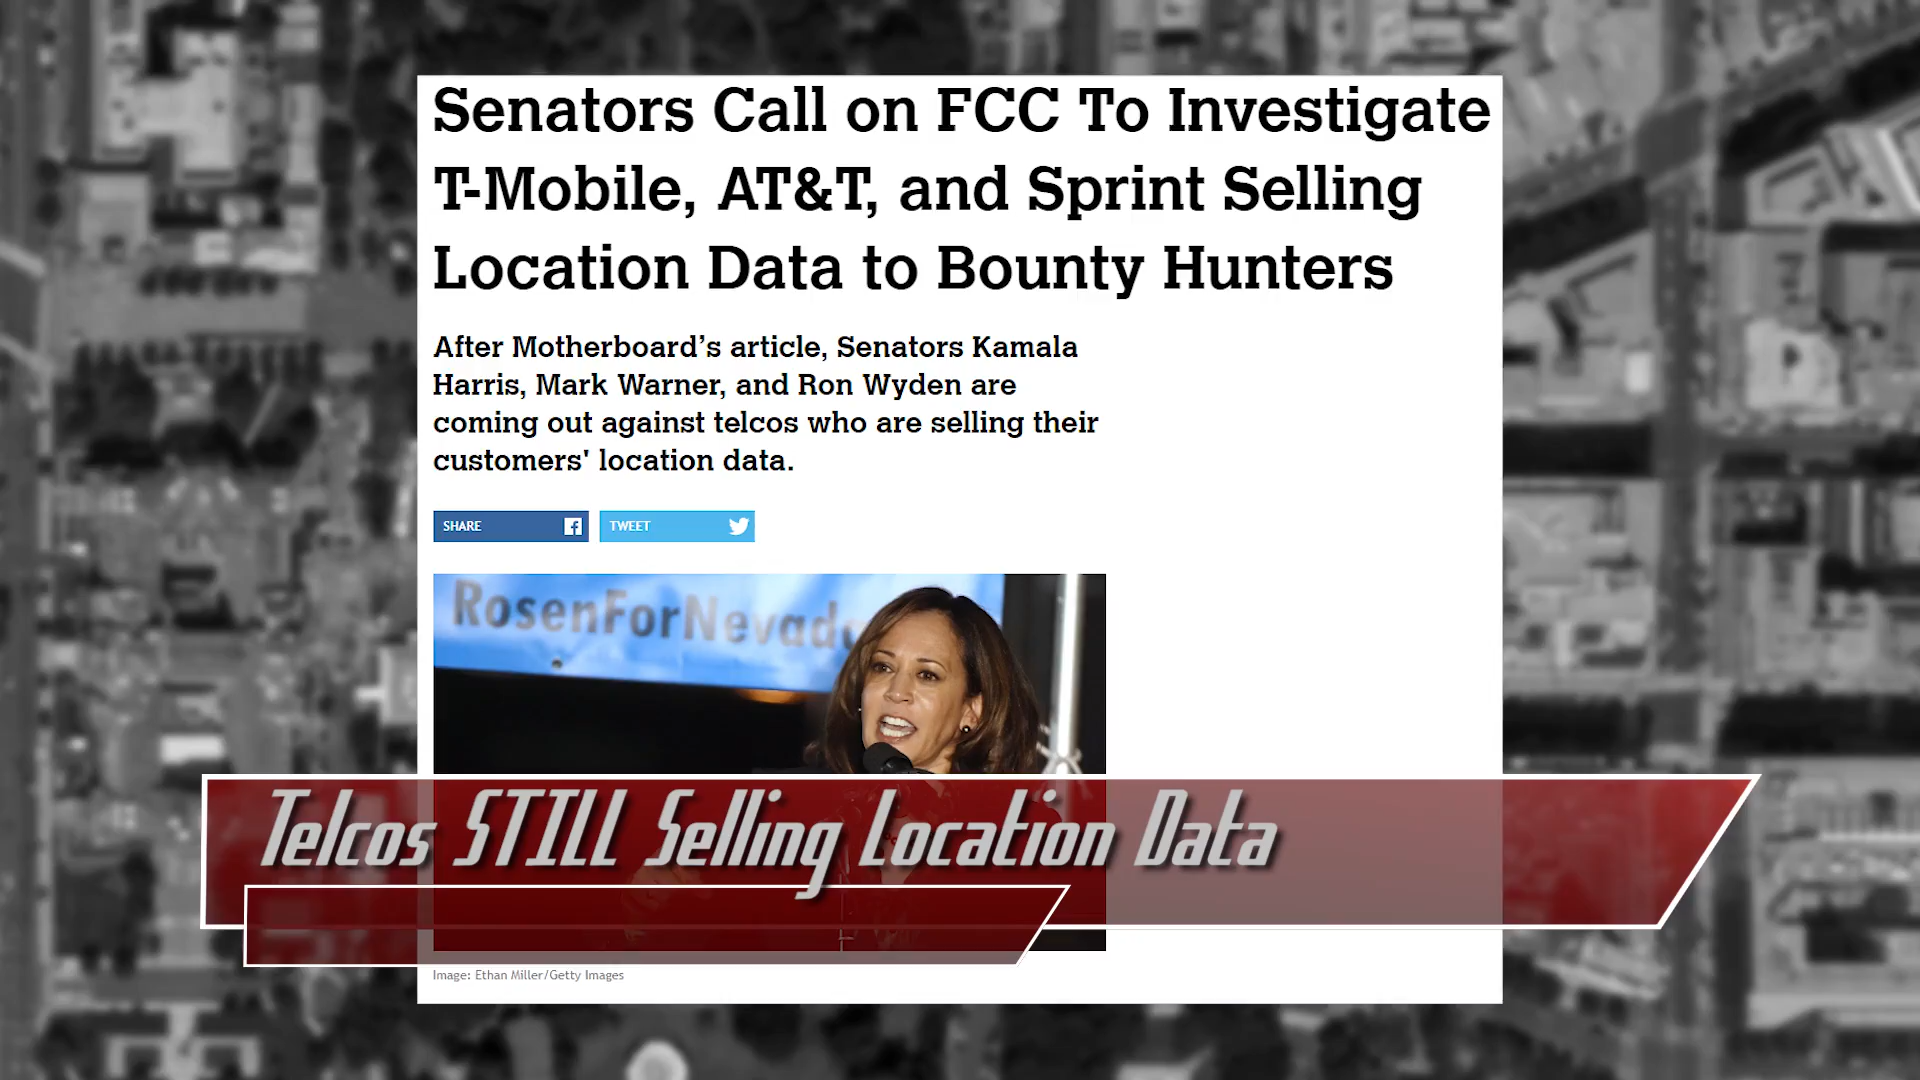 Senators Call on FCC To Investigate
T-Mobile, AT&T, and Sprint Selling
Location Data to Bounty Hunters
After Motherboard’s article, Senators Kamala
Harris, Mark Warner, and Ron Wyden are
coming out against telcos who are selling their
customers' location data.
SHARE
TWEET
RosenForNevada
Telcos STILL Selling Location Data
Image: Ethan Miller/Getty Images